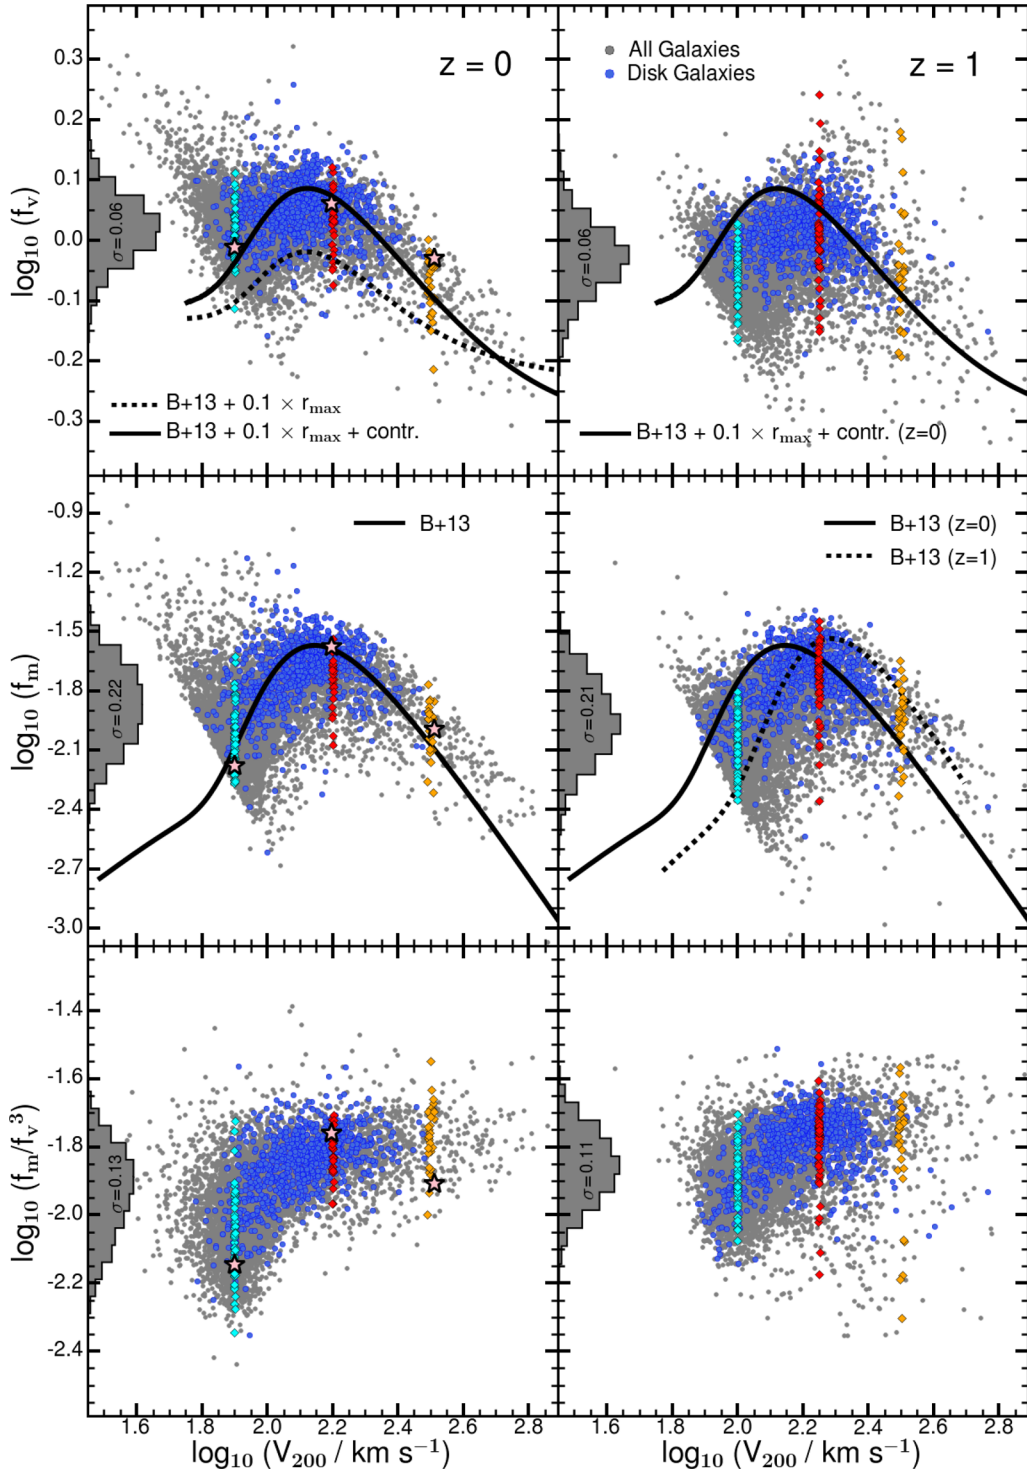 z = 0
z = 1
All Galaxies
Disk Galaxies
log₁₀ (fᵥ)
0.3
0.2
0.1
0.0
-0.1
-0.2
-0.3
σ=0.06
σ=0.06
B+13 + 0.1 × r_max
B+13 + 0.1 × r_max + contr.
B+13 + 0.1 × r_max + contr. (z=0)
log₁₀ (fₘ)
-0.9
-1.2
-1.5
-1.8
-2.1
-2.4
-2.7
-3.0
σ=0.22
σ=0.21
B+13
B+13 (z=0)
B+13 (z=1)
log₁₀ (fₘ/fᵥ³)
-1.4
-1.6
-1.8
-2.0
-2.2
-2.4
σ=0.13
σ=0.11
1.6 1.8 2.0 2.2 2.4 2.6 2.8
1.6 1.8 2.0 2.2 2.4 2.6 2.8
log₁₀ (V₂₀₀ / km s⁻¹)
log₁₀ (V₂₀₀ / km s⁻¹)